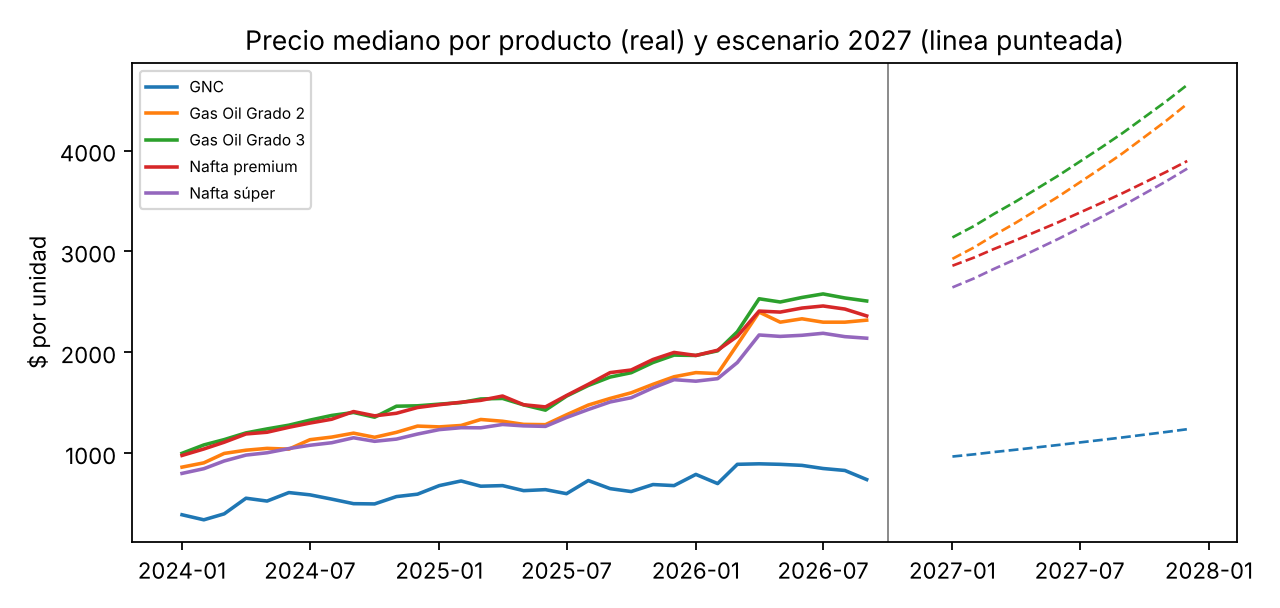 Precio mediano por producto (real) y escenario 2027 (linea punteada)
GNC
Gas Oil Grado 2
Gas Oil Grado 3
Nafta premium
Nafta súper
$ por unidad
4000
3000
2000
1000
2024-01 2024-07 2025-01 2025-07 2026-01 2026-07 2027-01 2027-07 2028-01